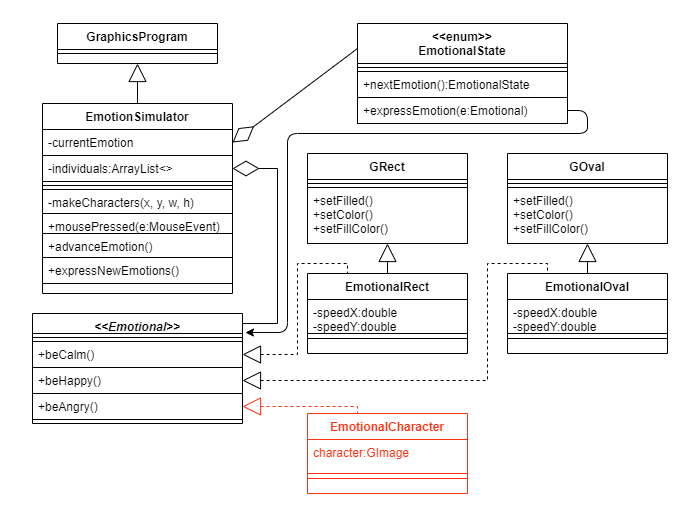 GraphicsProgram
<<enum>>
EmotionalState
+nextEmotion():EmotionalState
+expressEmotion(e:Emotional)
EmotionSimulator
-currentEmotion
-individuals:ArrayList<>
-makeCharacters(x, y, w, h)
+mousePressed(e:MouseEvent)
+advanceEmotion()
+expressNewEmotions()
GRect
+setFilled()
+setColor()
+setFillColor()
GOval
+setFilled()
+setColor()
+setFillColor()
EmotionalRect
-speedX:double
-speedY:double
EmotionalOval
-speedX:double
-speedY:double
<<Emotional>>
+beCalm()
+beHappy()
+beAngry()
EmotionalCharacter
character:GImage